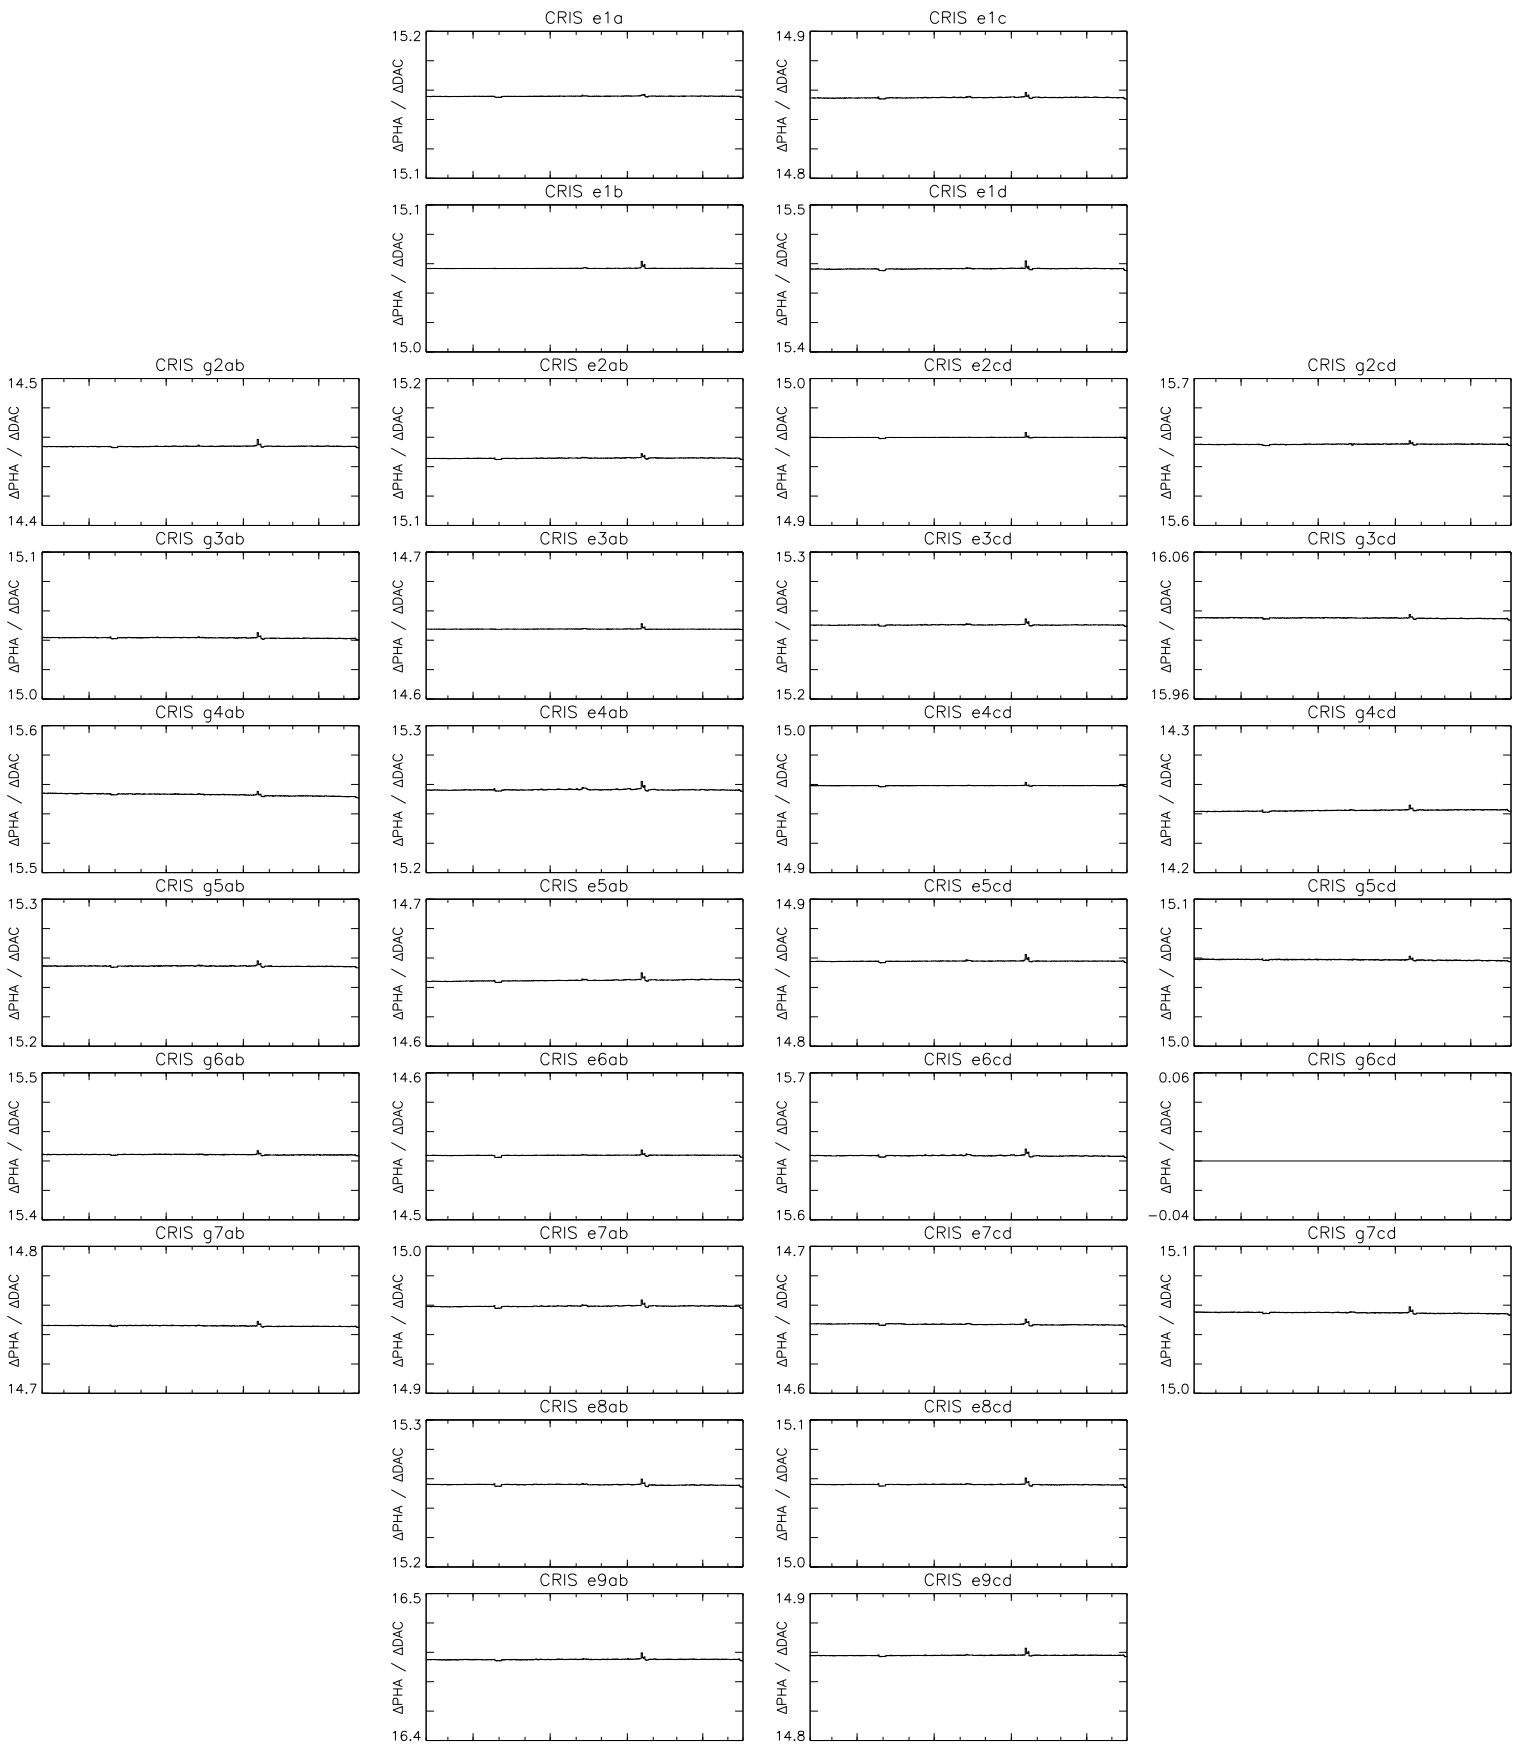 CRIS e1a
CRIS e1c
15.2
ΔPHA / ΔDAC
15.1
14.9
ΔPHA / ΔDAC
14.8
CRIS e1b
CRIS e1d
15.1
ΔPHA / ΔDAC
15.0
15.5
ΔPHA / ΔDAC
15.4
CRIS g2ab
CRIS e2ab
CRIS e2cd
CRIS g2cd
14.5
ΔPHA / ΔDAC
14.4
15.2
ΔPHA / ΔDAC
15.1
15.0
ΔPHA / ΔDAC
14.9
15.7
ΔPHA / ΔDAC
15.6
CRIS g3ab
CRIS e3ab
CRIS e3cd
CRIS g3cd
15.1
ΔPHA / ΔDAC
15.0
14.7
ΔPHA / ΔDAC
14.6
15.3
ΔPHA / ΔDAC
15.2
16.06
ΔPHA / ΔDAC
15.96
CRIS g4ab
CRIS e4ab
CRIS e4cd
CRIS g4cd
15.6
ΔPHA / ΔDAC
15.5
15.3
ΔPHA / ΔDAC
15.2
15.0
ΔPHA / ΔDAC
14.9
14.3
ΔPHA / ΔDAC
14.2
CRIS g5ab
CRIS e5ab
CRIS e5cd
CRIS g5cd
15.3
ΔPHA / ΔDAC
15.2
14.7
ΔPHA / ΔDAC
14.6
14.9
ΔPHA / ΔDAC
14.8
15.1
ΔPHA / ΔDAC
15.0
CRIS g6ab
CRIS e6ab
CRIS e6cd
CRIS g6cd
15.5
ΔPHA / ΔDAC
15.4
14.6
ΔPHA / ΔDAC
14.5
15.7
ΔPHA / ΔDAC
15.6
0.06
ΔPHA / ΔDAC
−0.04
CRIS g7ab
CRIS e7ab
CRIS e7cd
CRIS g7cd
14.8
ΔPHA / ΔDAC
14.7
15.0
ΔPHA / ΔDAC
14.9
14.7
ΔPHA / ΔDAC
14.6
15.1
ΔPHA / ΔDAC
15.0
CRIS e8ab
CRIS e8cd
15.3
ΔPHA / ΔDAC
15.2
15.1
ΔPHA / ΔDAC
15.0
CRIS e9ab
CRIS e9cd
16.5
ΔPHA / ΔDAC
16.4
14.9
ΔPHA / ΔDAC
14.8